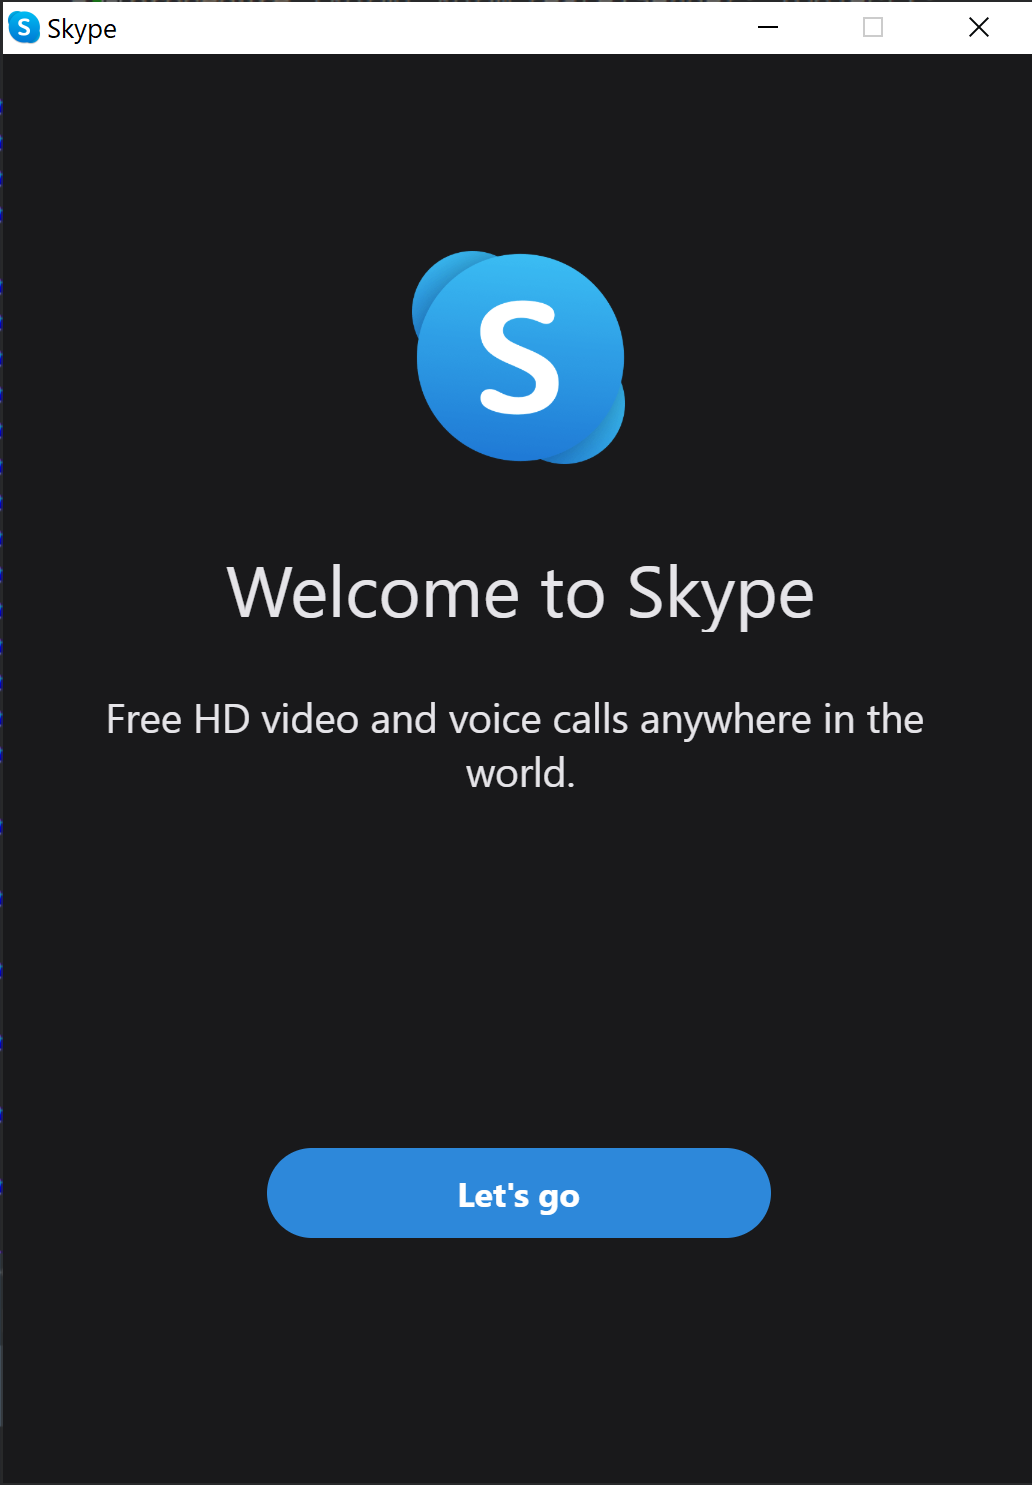 Skype
S
Welcome to Skype
Free HD video and voice calls anywhere in the
world.
Let's go